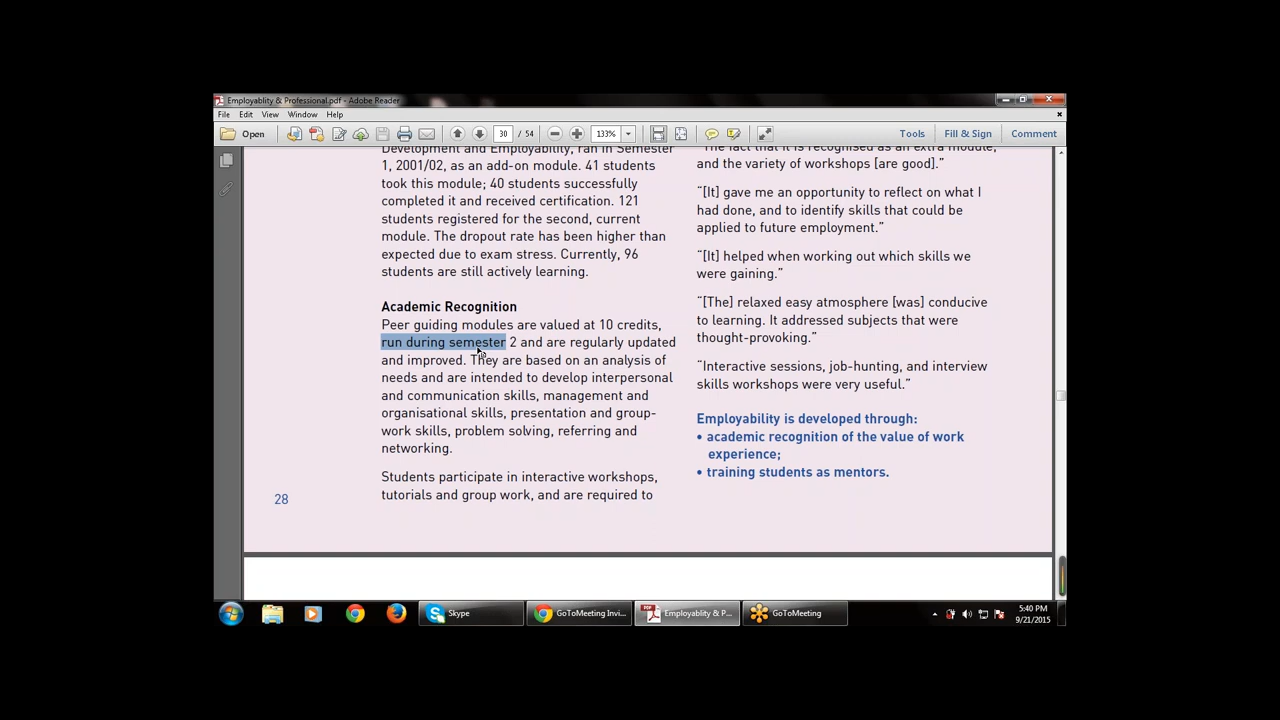 Employablity & Professional.pdf - Adobe Reader
File Edit View Window Help
Open 30 / 54 133% Tools Fill & Sign Comment
Development and Employability, ran in Semester
1, 2001/02, as an add-on module. 41 students
took this module; 40 students successfully
completed it and received certification. 121
students registered for the second, current
module. The dropout rate has been higher than
expected due to exam stress. Currently, 96
students are still actively learning.
Academic Recognition
Peer guiding modules are valued at 10 credits,
run during semester 2 and are regularly updated
and improved. They are based on an analysis of
needs and are intended to develop interpersonal
and communication skills, management and
organisational skills, presentation and group-
work skills, problem solving, referring and
networking.
Students participate in interactive workshops,
tutorials and group work, and are required to
28
“The fact that it is recognised as an extra module,
and the variety of workshops [are good].”
“[It] gave me an opportunity to reflect on what I
had done, and to identify skills that could be
applied to future employment.”
“[It] helped when working out which skills we
were gaining.”
“[The] relaxed easy atmosphere [was] conducive
to learning. It addressed subjects that were
thought-provoking.”
“Interactive sessions, job-hunting, and interview
skills workshops were very useful.”
Employability is developed through:
• academic recognition of the value of work
experience;
• training students as mentors.
Skype GoToMeeting Invi... Employablity & P... GoToMeeting
5:40 PM
9/21/2015